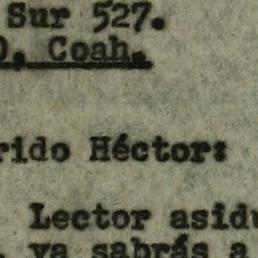 Sur 527.
O. Coah.
rido Héctor:
Lector asidu
ya sabrás a